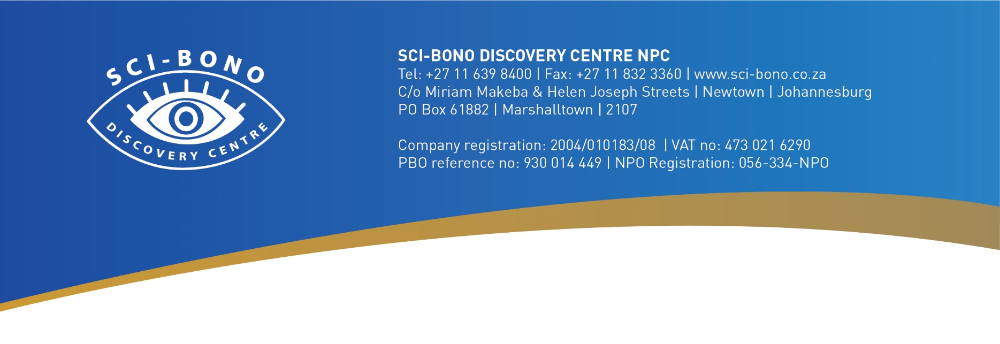 SCI-BONO
DISCOVERY CENTRE
SCI-BONO DISCOVERY CENTRE NPC
Tel: +27 11 639 8400 | Fax: +27 11 832 3360 | www.sci-bono.co.za
C/o Miriam Makeba & Helen Joseph Streets | Newtown | Johannesburg
PO Box 61882 | Marshalltown | 2107
Company registration: 2004/010183/08 | VAT no: 473 021 6290
PBO reference no: 930 014 449 | NPO Registration: 056-334-NPO